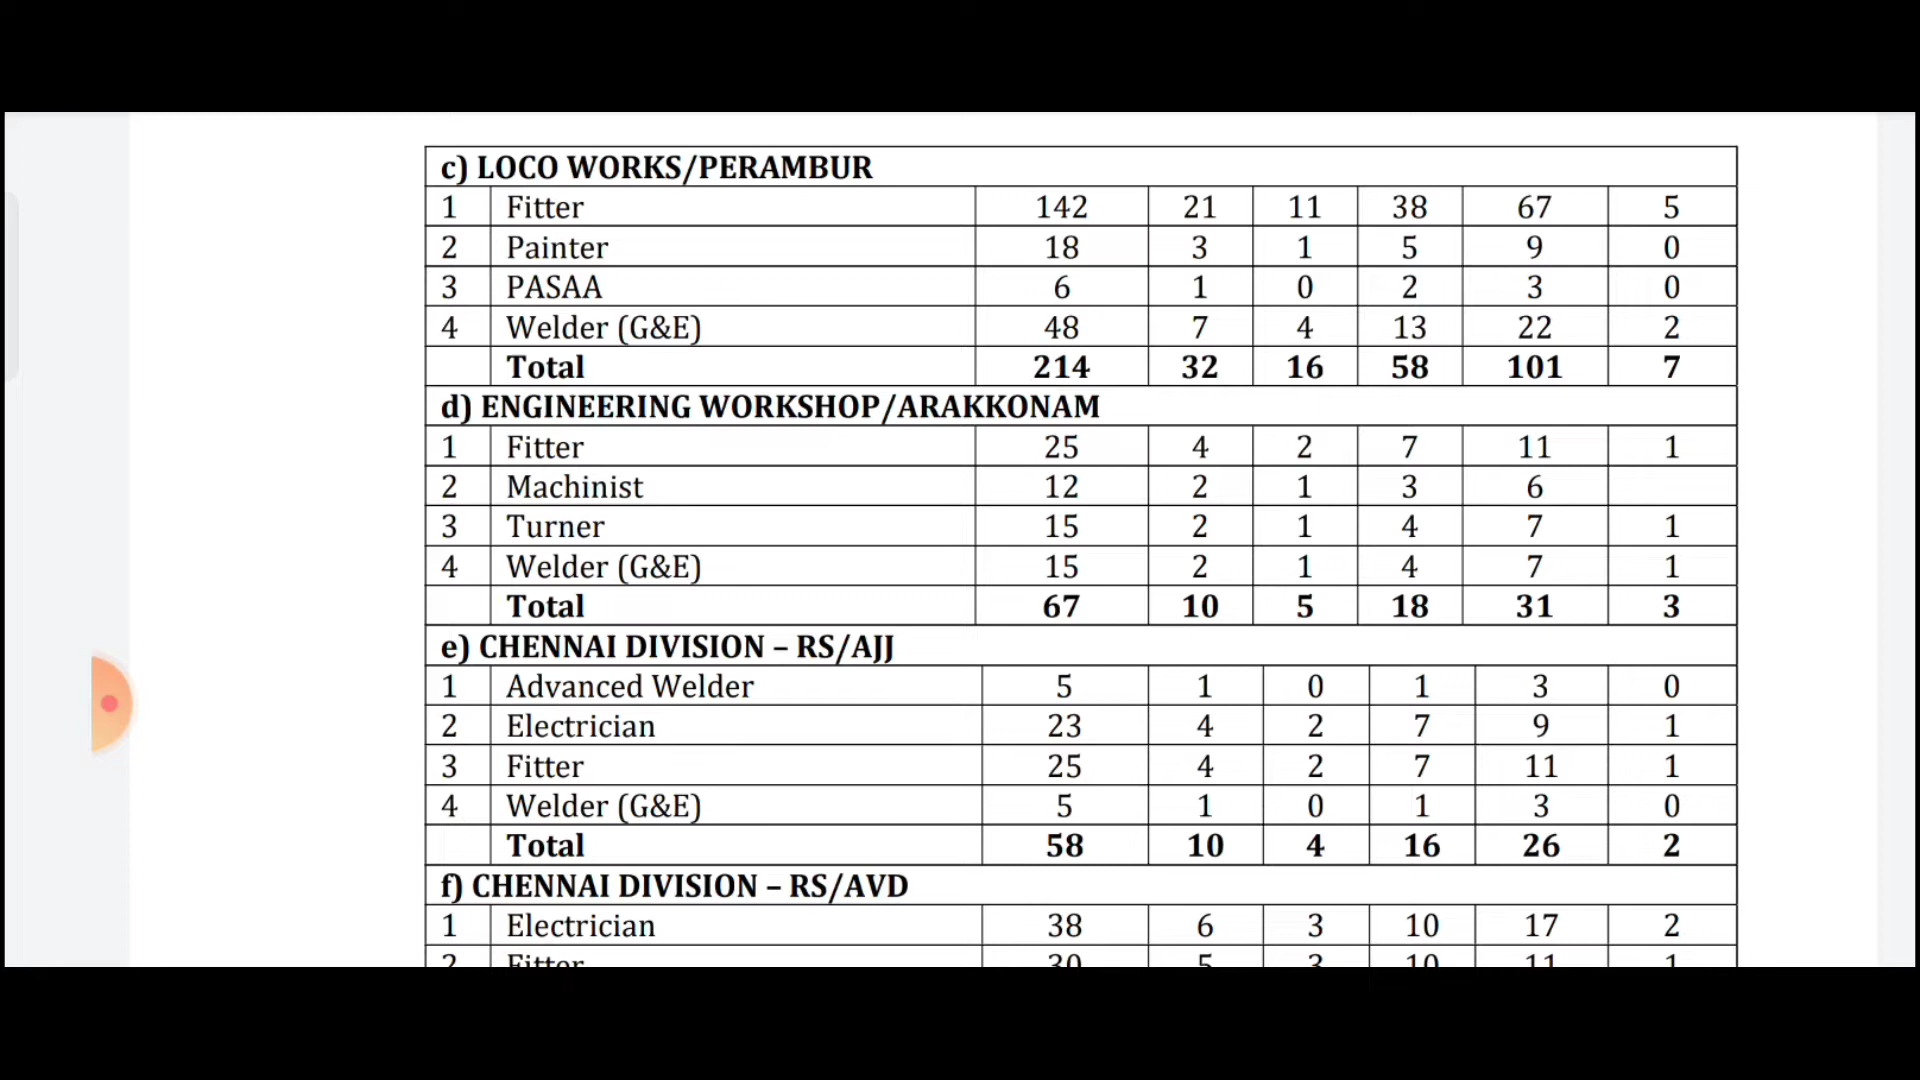 c) LOCO WORKS/PERAMBUR
1 Fitter 142 21 11 38 67 5
2 Painter 18 3 1 5 9 0
3 PASAA 6 1 0 2 3 0
4 Welder (G&E) 48 7 4 13 22 2
Total 214 32 16 58 101 7
d) ENGINEERING WORKSHOP/ARAKKONAM
1 Fitter 25 4 2 7 11 1
2 Machinist 12 2 1 3 6
3 Turner 15 2 1 4 7 1
4 Welder (G&E) 15 2 1 4 7 1
Total 67 10 5 18 31 3
e) CHENNAI DIVISION – RS/AJJ
1 Advanced Welder 5 1 0 1 3 0
2 Electrician 23 4 2 7 9 1
3 Fitter 25 4 2 7 11 1
4 Welder (G&E) 5 1 0 1 3 0
Total 58 10 4 16 26 2
f) CHENNAI DIVISION – RS/AVD
1 Electrician 38 6 3 10 17 2
2 Fitter 30 5 3 10 11 1